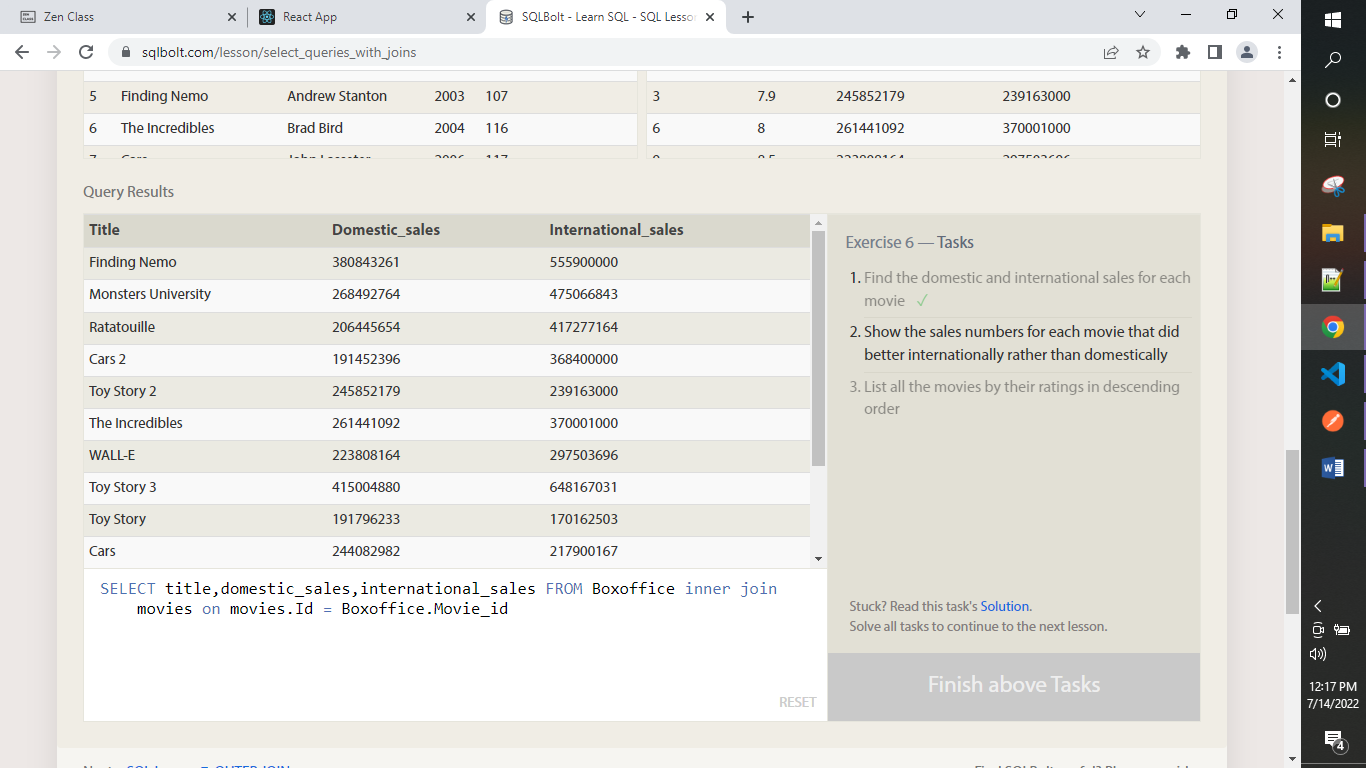 Zen Class
React App
SQLBolt - Learn SQL - SQL Lesso
sqlbolt.com/lesson/select_queries_with_joins
5 Finding Nemo Andrew Stanton 2003 107 3 7.9 245852179 239163000
6 The Incredibles Brad Bird 2004 116 6 8 261441092 370001000
Query Results
Title Domestic_sales International_sales
Finding Nemo 380843261 555900000
Monsters University 268492764 475066843
Ratatouille 206445654 417277164
Cars 2 191452396 368400000
Toy Story 2 245852179 239163000
The Incredibles 261441092 370001000
WALL-E 223808164 297503696
Toy Story 3 415004880 648167031
Toy Story 191796233 170162503
Cars 244082982 217900167
SELECT title,domestic_sales,international_sales FROM Boxoffice inner join
movies on movies.Id = Boxoffice.Movie_id
RESET
Exercise 6 — Tasks
1. Find the domestic and international sales for each
movie ✓
2. Show the sales numbers for each movie that did
better internationally rather than domestically
3. List all the movies by their ratings in descending
order
Stuck? Read this task's Solution.
Solve all tasks to continue to the next lesson.
Finish above Tasks
12:17 PM
7/14/2022
4